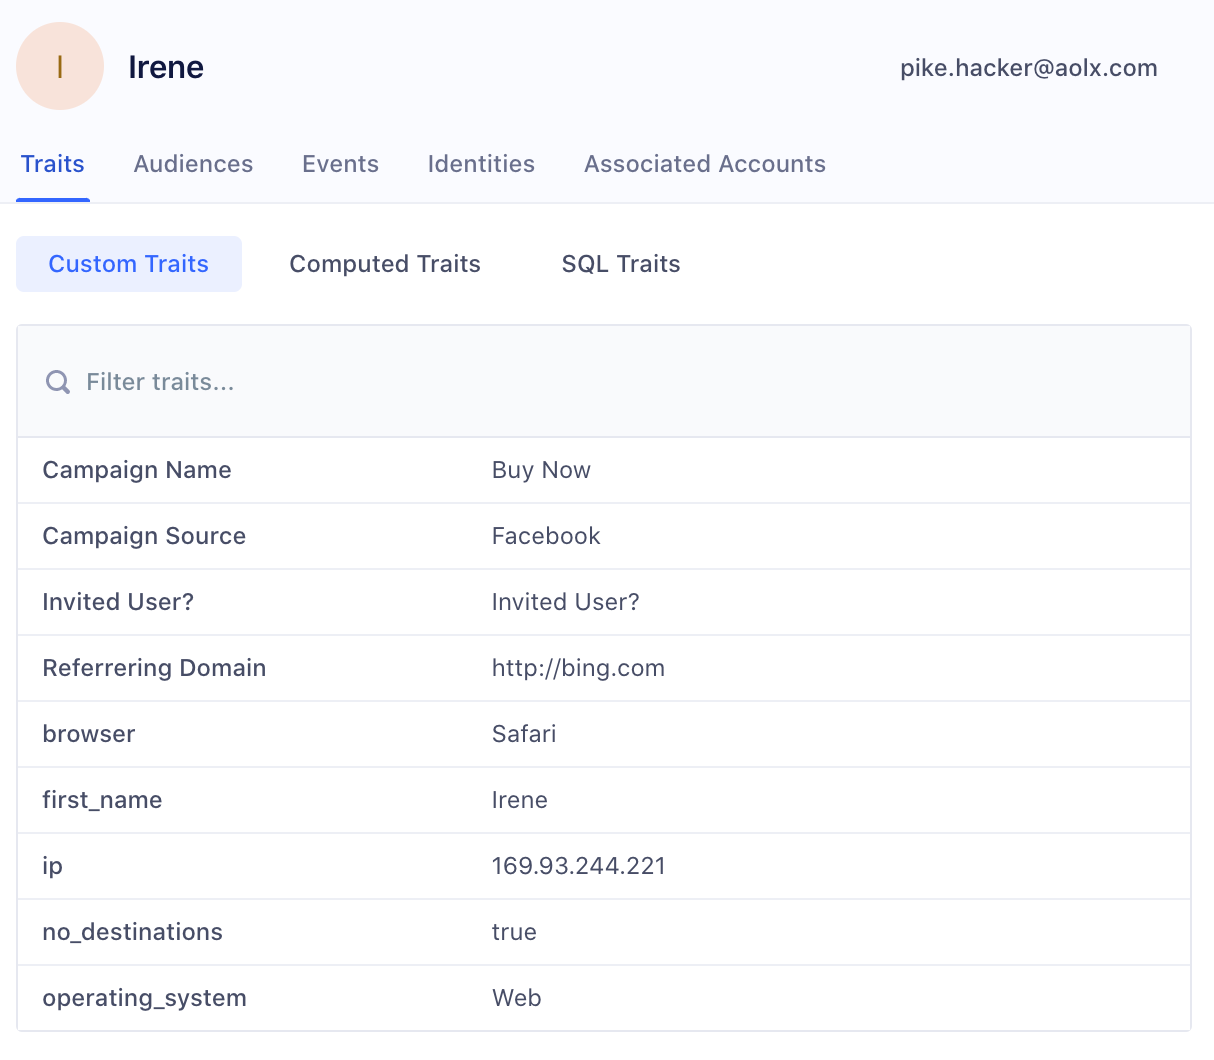 I
Irene
pike.hacker@aolx.com
Traits Audiences Events Identities Associated Accounts
Custom Traits Computed Traits SQL Traits
Filter traits...
Campaign Name Buy Now
Campaign Source Facebook
Invited User? Invited User?
Referrering Domain http://bing.com
browser Safari
first_name Irene
ip 169.93.244.221
no_destinations true
operating_system Web